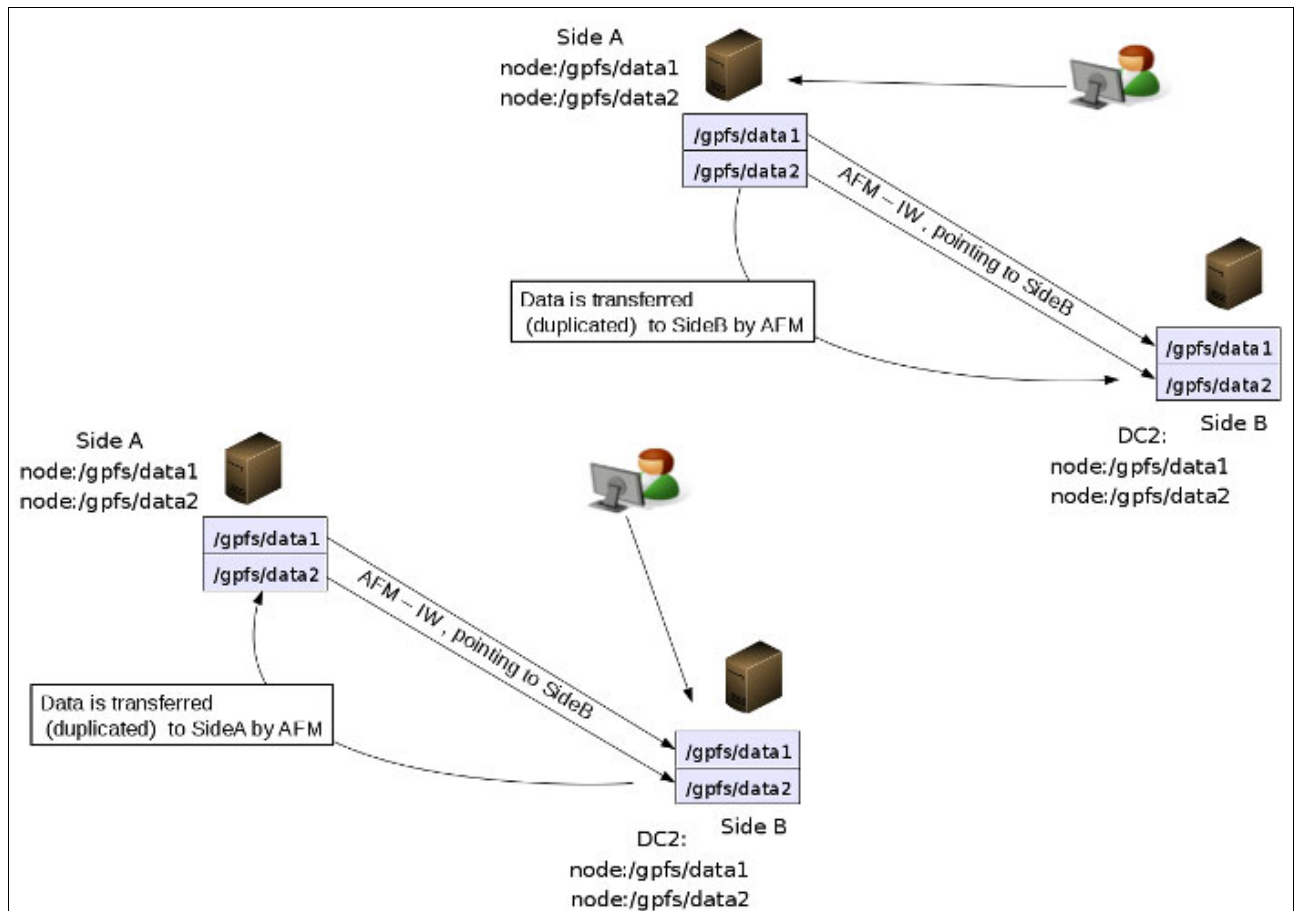 Side A
node:/gpfs/data1
node:/gpfs/data2
/gpfs/data1
/gpfs/data2
AFM – IW , pointing to SideB
Data is transferred
(duplicated) to SideB by AFM
/gpfs/data1
/gpfs/data2
Side B
DC2:
node:/gpfs/data1
node:/gpfs/data2
Side A
node:/gpfs/data1
node:/gpfs/data2
/gpfs/data1
/gpfs/data2
AFM – IW , pointing to SideB
Data is transferred
(duplicated) to SideA by AFM
/gpfs/data1
/gpfs/data2
Side B
DC2:
node:/gpfs/data1
node:/gpfs/data2